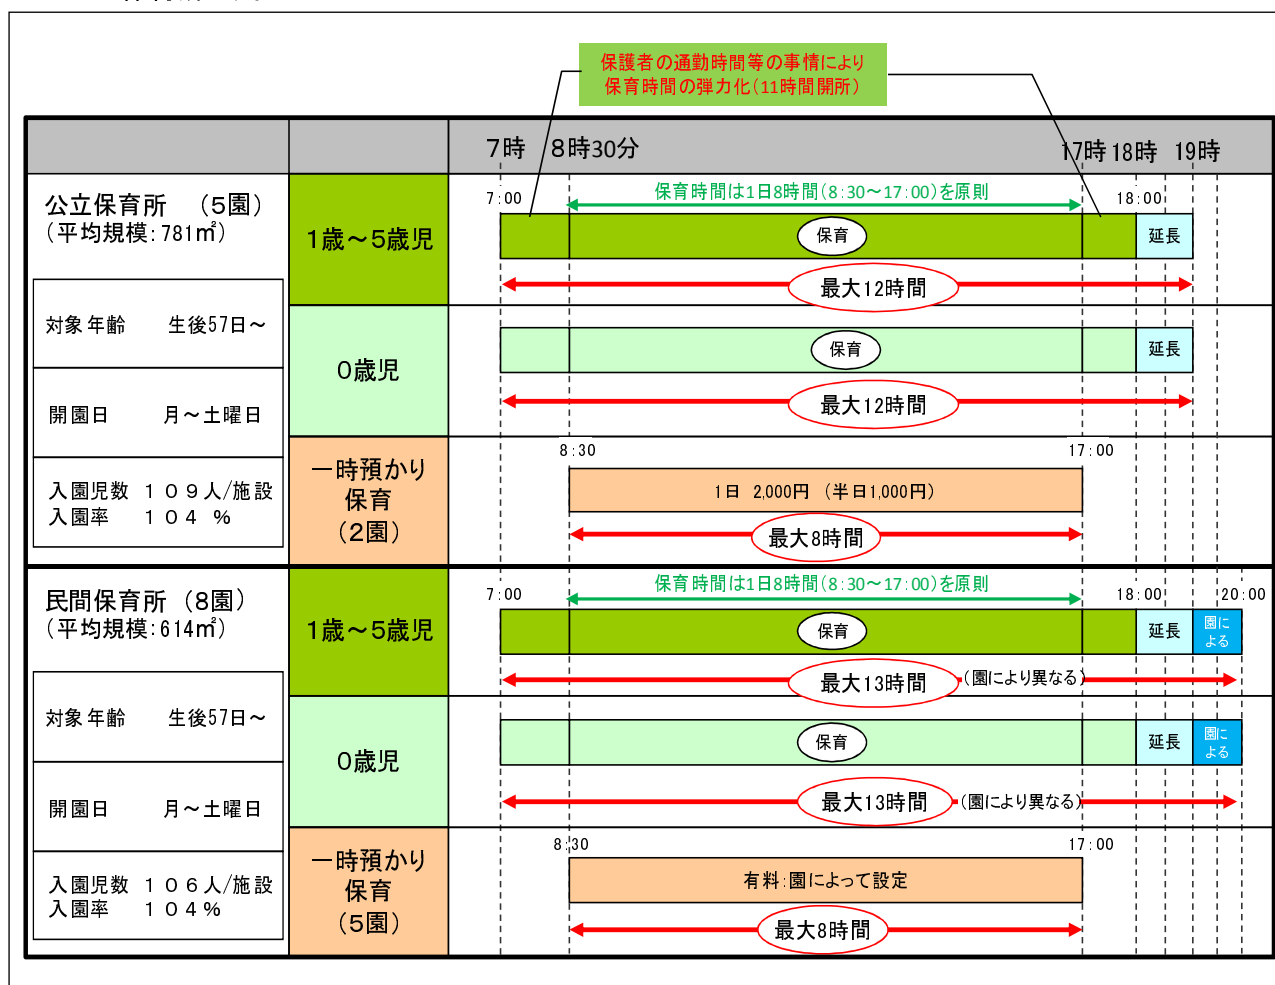 保護者の通勤時間等の事情により
保育時間の弾力化(11時間開所)
7時 8時30分 17時 18時 19時
公立保育所 (5園)
(平均規模:781㎡)
対象年齢 生後57日~
開園日 月~土曜日
入園児数 109人/施設
入園率 104 %
1歳~5歳児
7:00
保育時間は1日8時間(8:30~17:00)を原則
18:00
保育
延長
最大12時間
0歳児
保育
延長
最大12時間
一時預かり
保育
(2園)
8:30
17:00
1日 2,000円 (半日1,000円)
最大8時間
民間保育所 (8園)
(平均規模:614㎡)
対象年齢 生後57日~
開園日 月~土曜日
入園児数 106人/施設
入園率 104%
1歳~5歳児
7:00
保育時間は1日8時間(8:30~17:00)を原則
18:00
20:00
保育
延長
園に
よる
最大13時間
(園により異なる)
0歳児
保育
延長
園に
よる
最大13時間
(園により異なる)
一時預かり
保育
(5園)
8:30
17:00
有料:園によって設定
最大8時間